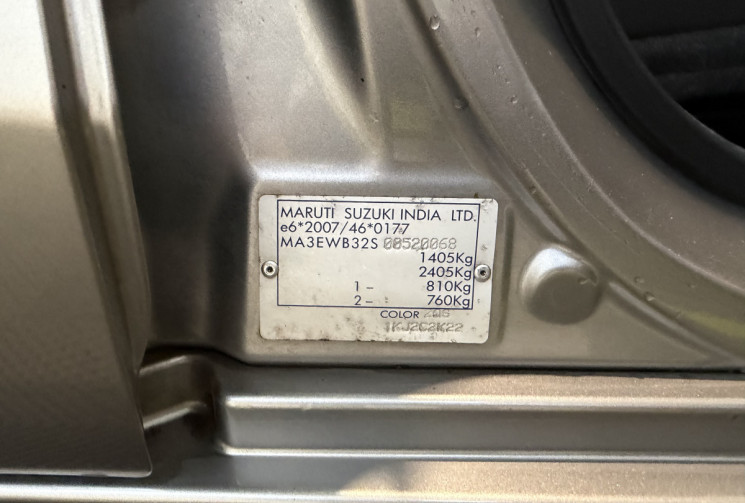 MARUTI SUZUKI INDIA LTD.
e6*2007/46*0177
MA3EWB32S 00520068
1405Kg
2405Kg
1 – 810Kg
2 – 760Kg
COLOR